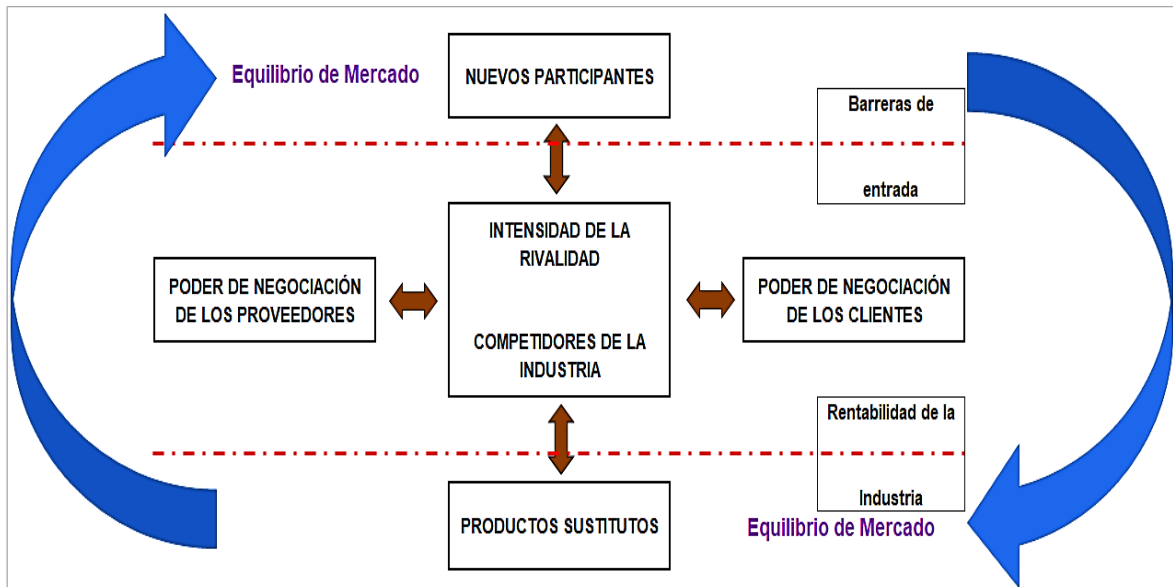 Equilibrio de Mercado
NUEVOS PARTICIPANTES
Barreras de
entrada
INTENSIDAD DE LA
RIVALIDAD
PODER DE NEGOCIACIÓN
DE LOS PROVEEDORES
COMPETIDORES DE LA
INDUSTRIA
PODER DE NEGOCIACIÓN
DE LOS CLIENTES
Rentabilidad de la
Industria
PRODUCTOS SUSTITUTOS
Equilibrio de Mercado